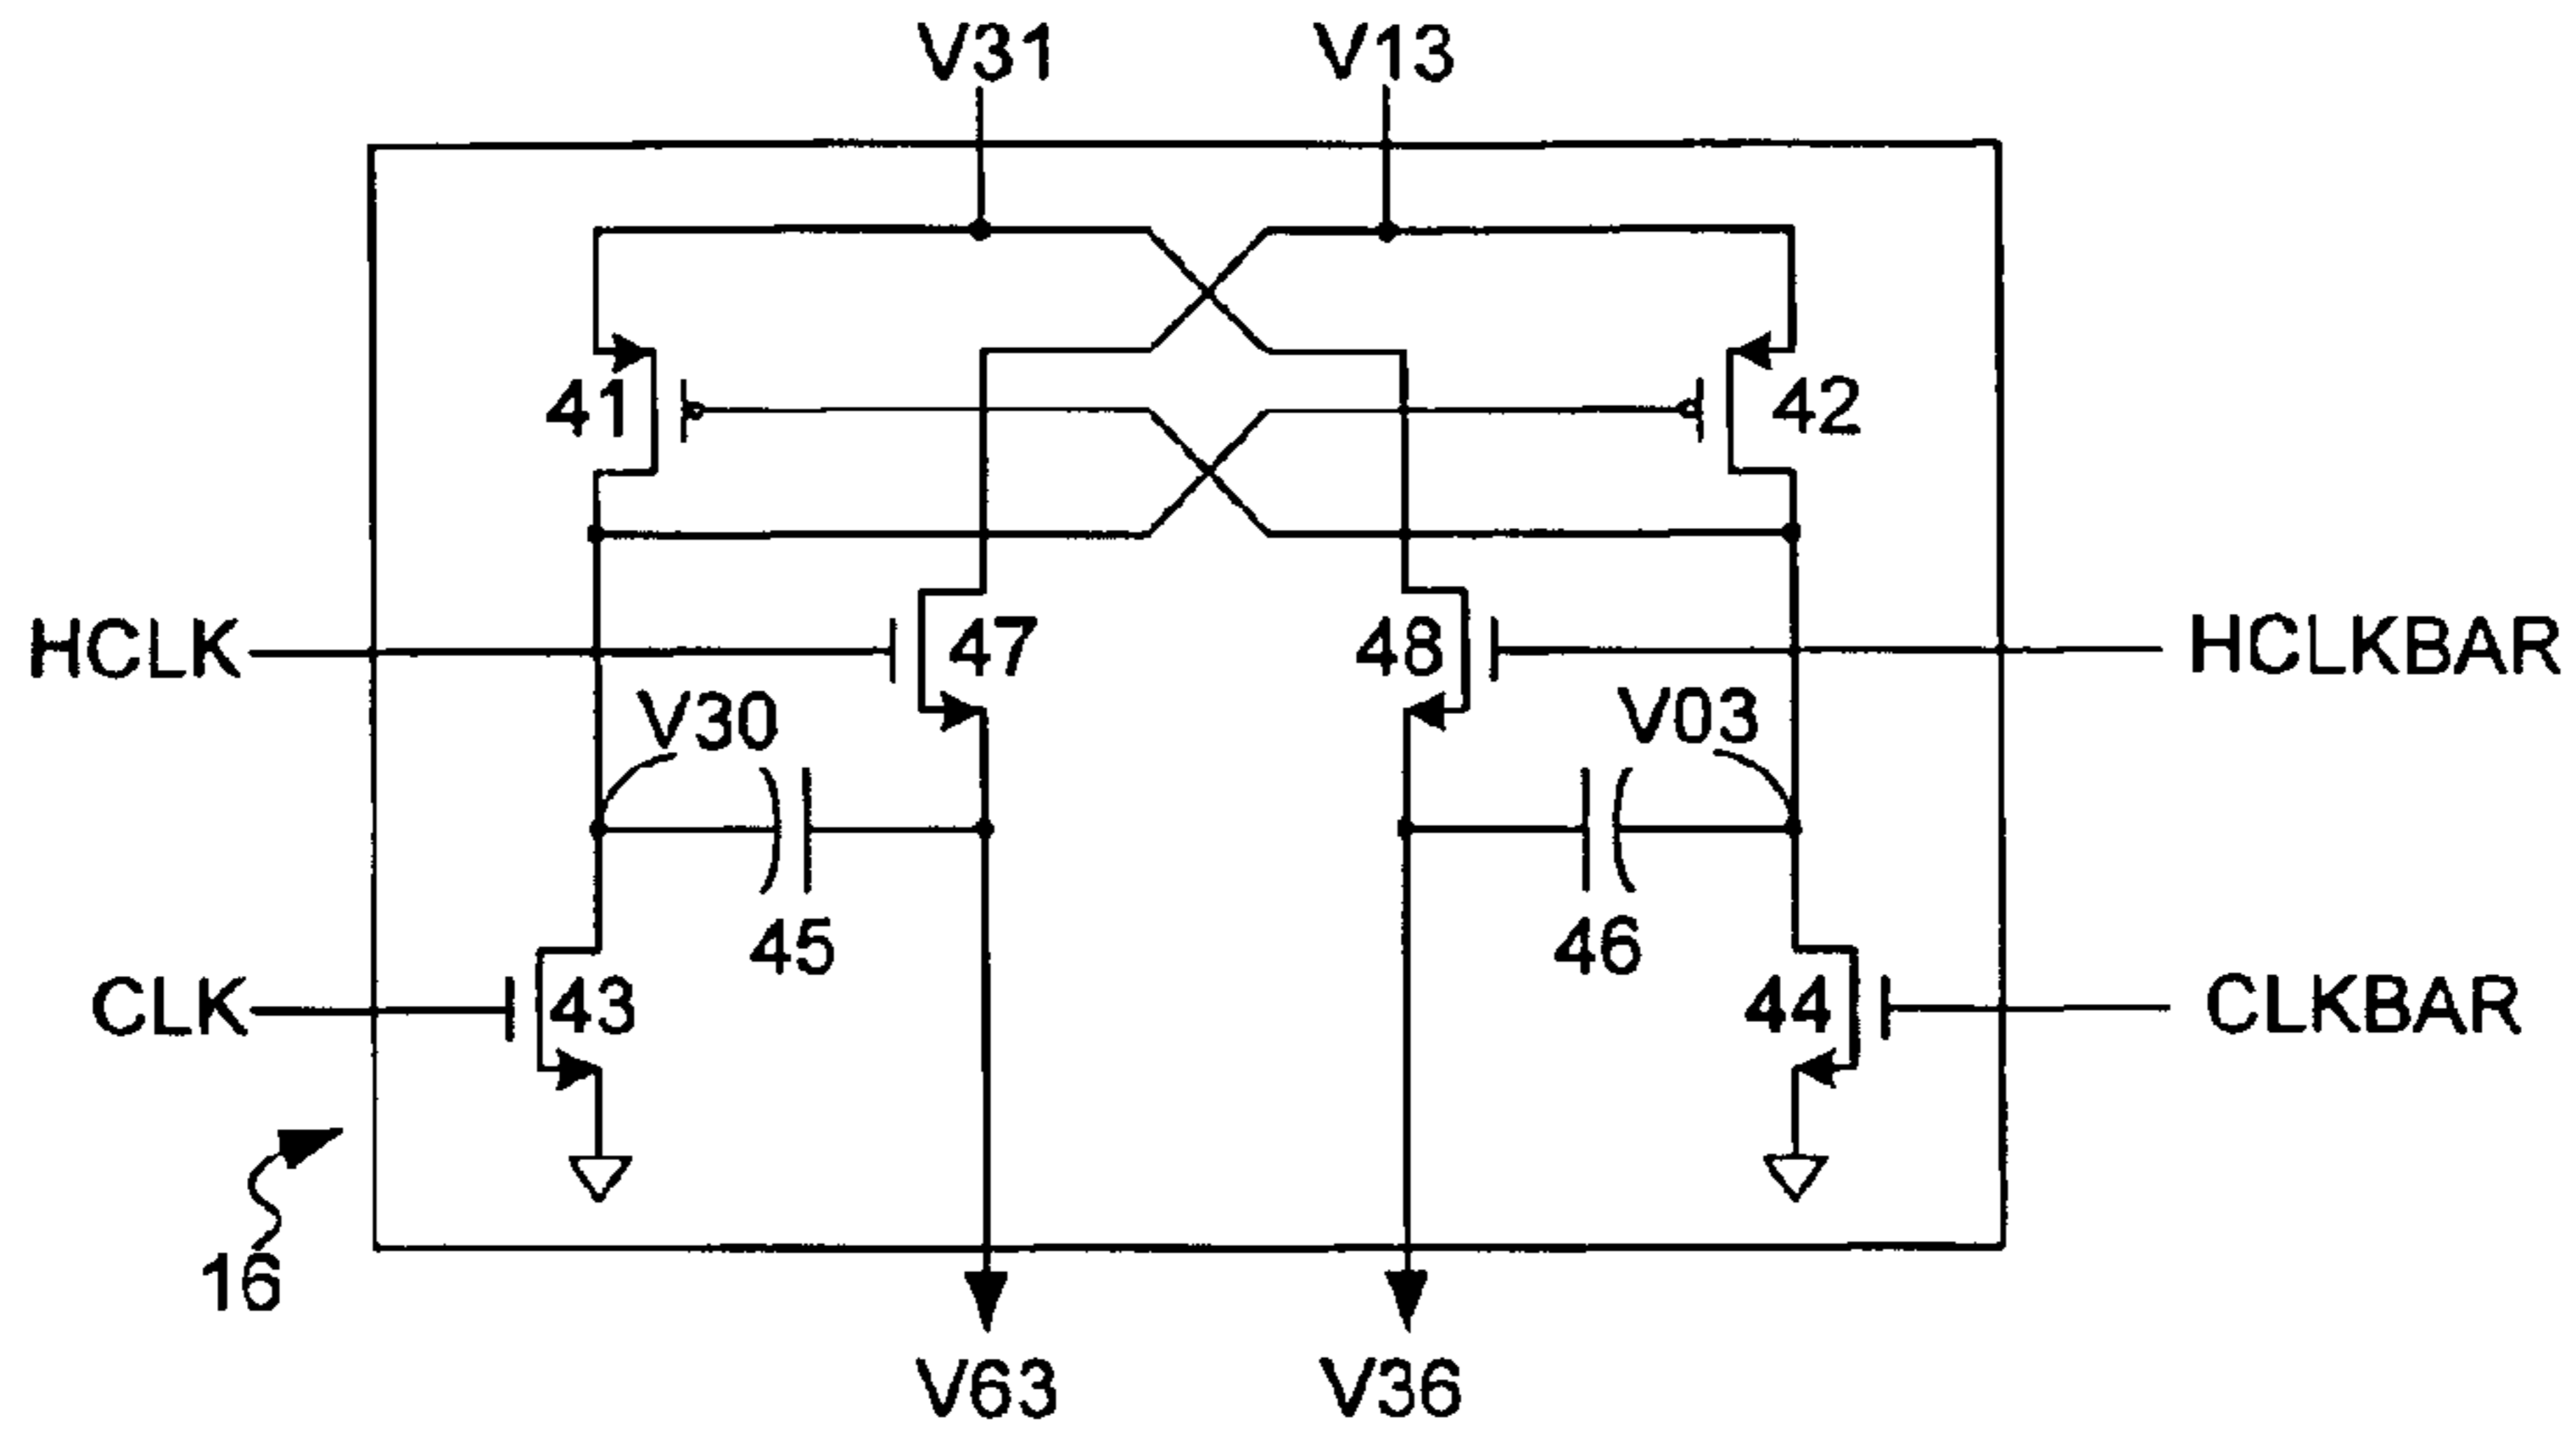 V31 V13
41 42
HCLK 47 48 HCLKBAR
V30 V03
45 46
CLK 43 44 CLKBAR
16
V63 V36